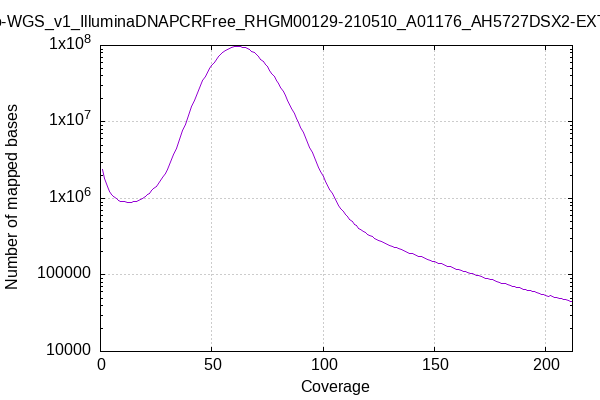 -WGS_v1_IlluminaDNAPCRFree_RHGM00129-210510_A01176_AH5727DSX2-EXT
1x10^8
1x10^7
1x10^6
100000
10000
Number of mapped bases
0 50 100 150 200
Coverage